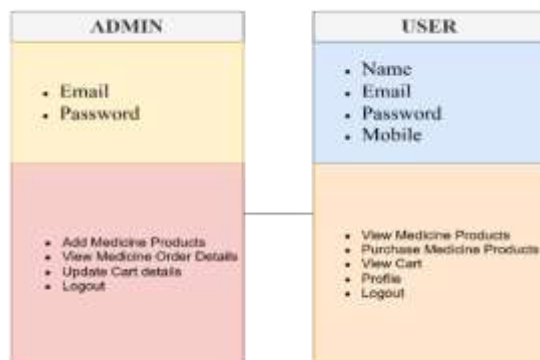 ADMIN
Email
Password
Add Medicine Products
View Medicine Order Details
Update Cart details
Logout
USER
Name
Email
Password
Mobile
View Medicine Products
Purchase Medicine Products
View Cart
Profile
Logout